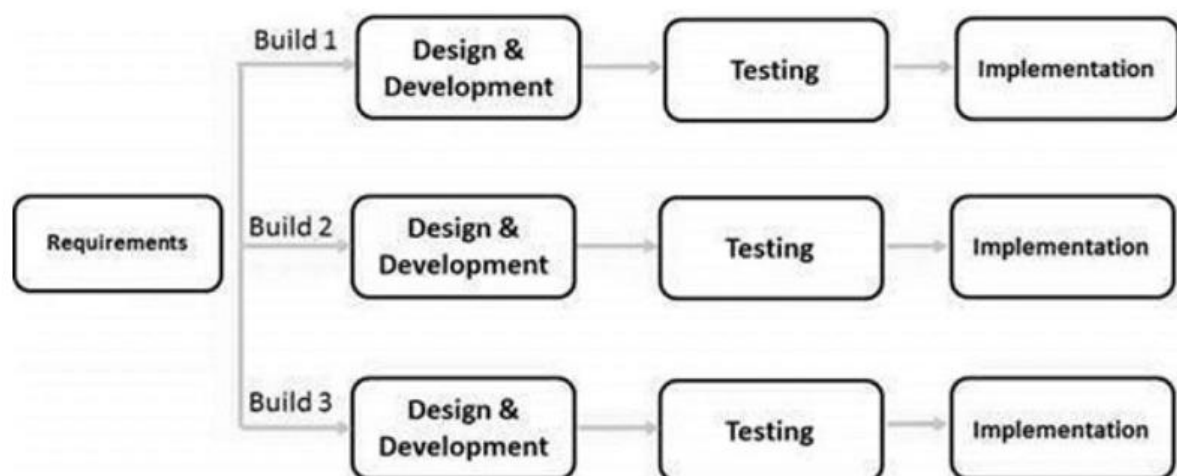 Build 1
Design &
Development
Testing
Implementation
Requirements
Build 2
Design &
Development
Testing
Implementation
Build 3
Design &
Development
Testing
Implementation